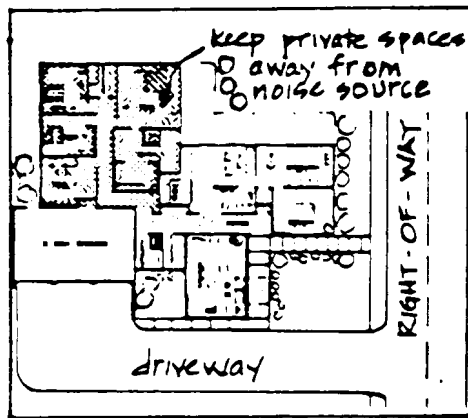 keep private spaces
away from
noise source
RIGHT-OF-WAY
driveway